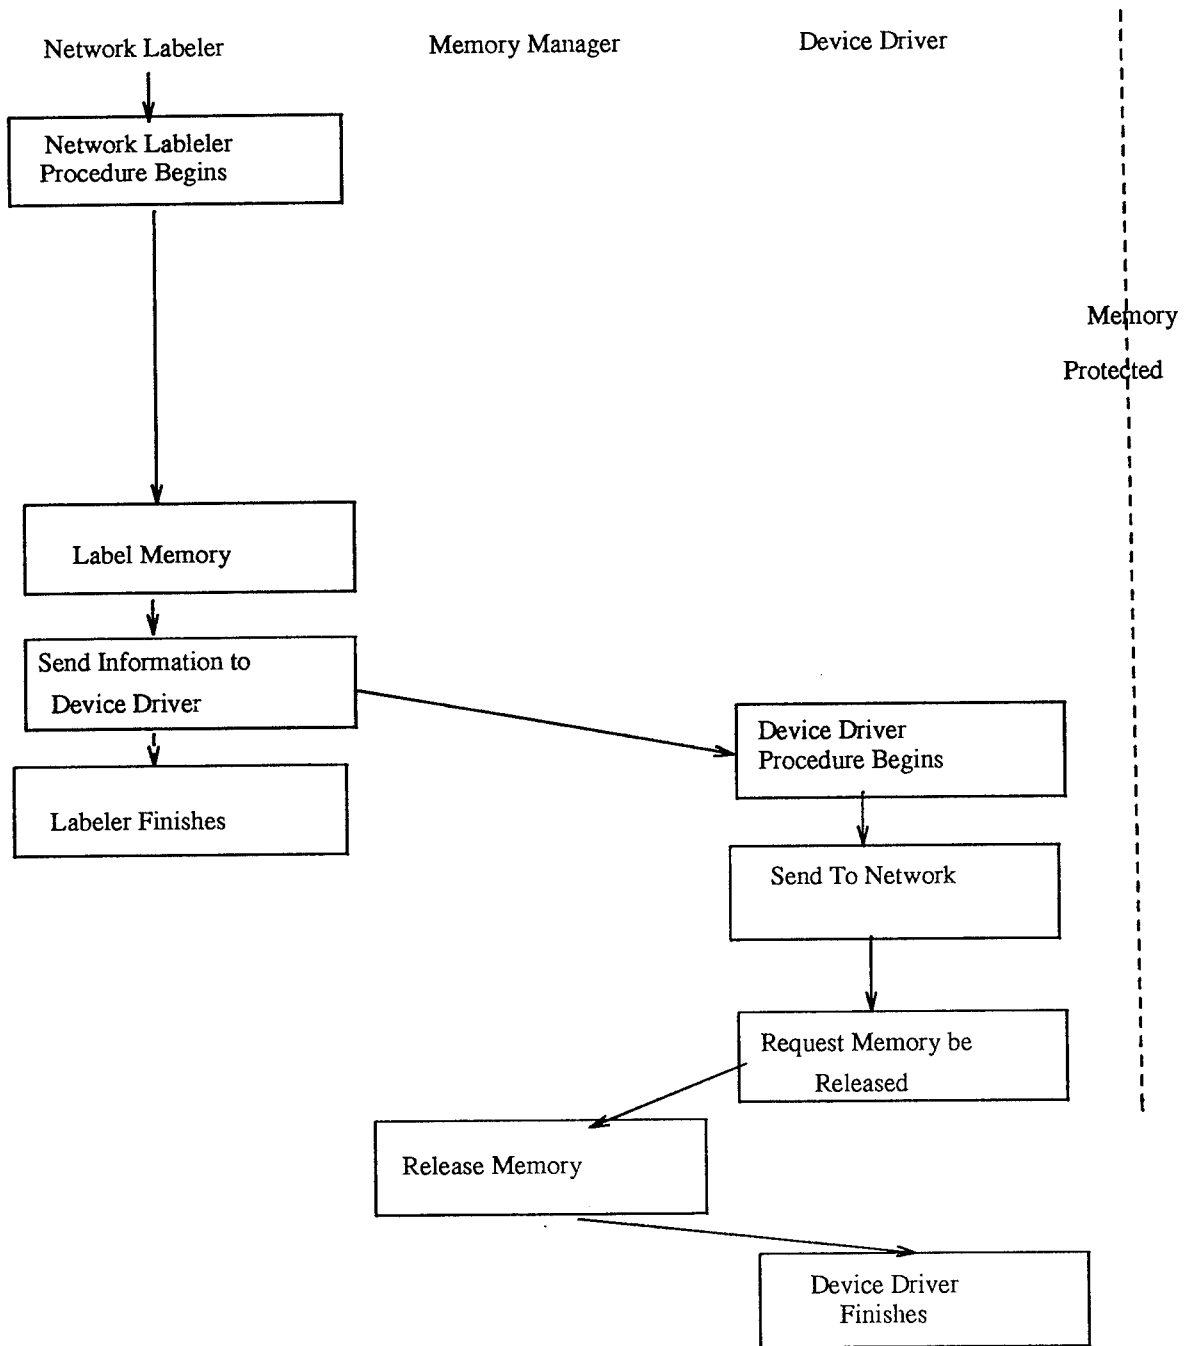 Network Labeler
Memory Manager
Device Driver
Network Lableler
Procedure Begins
Memory
Protected
Label Memory
Send Information to
Device Driver
Device Driver
Procedure Begins
Labeler Finishes
Send To Network
Request Memory be
Released
Release Memory
Device Driver
Finishes